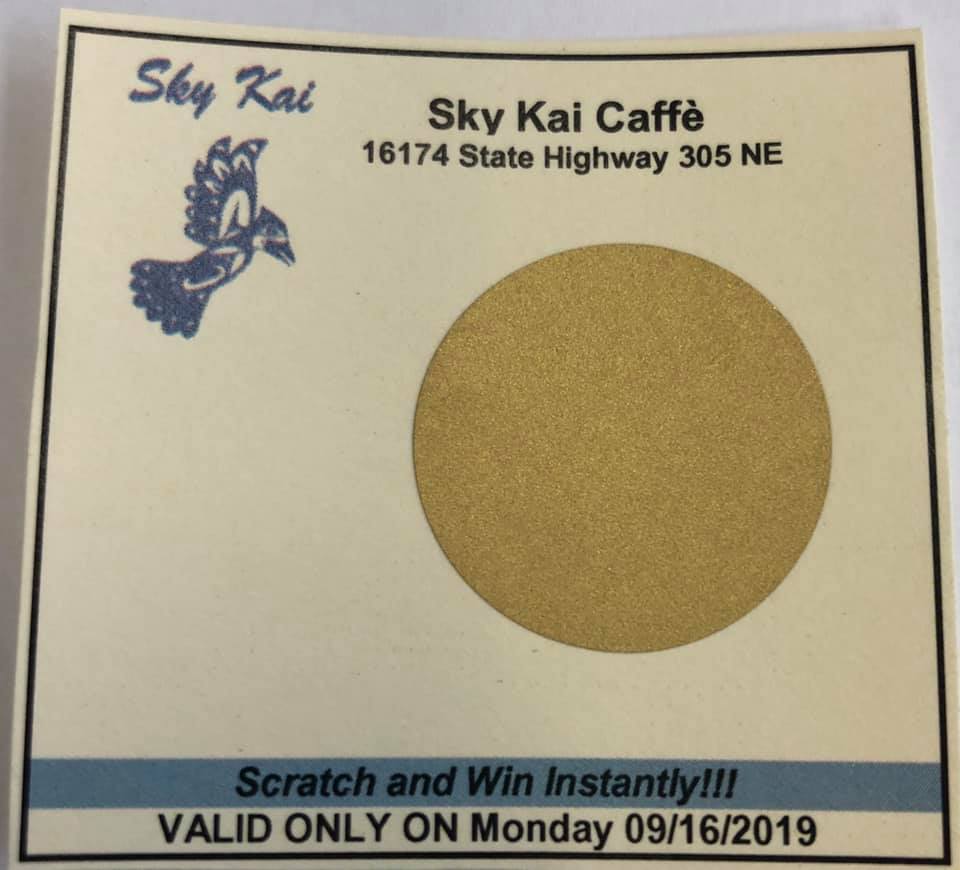 Sky Kai
Sky Kai Caffè
16174 State Highway 305 NE
Scratch and Win Instantly!!!
VALID ONLY ON Monday 09/16/2019